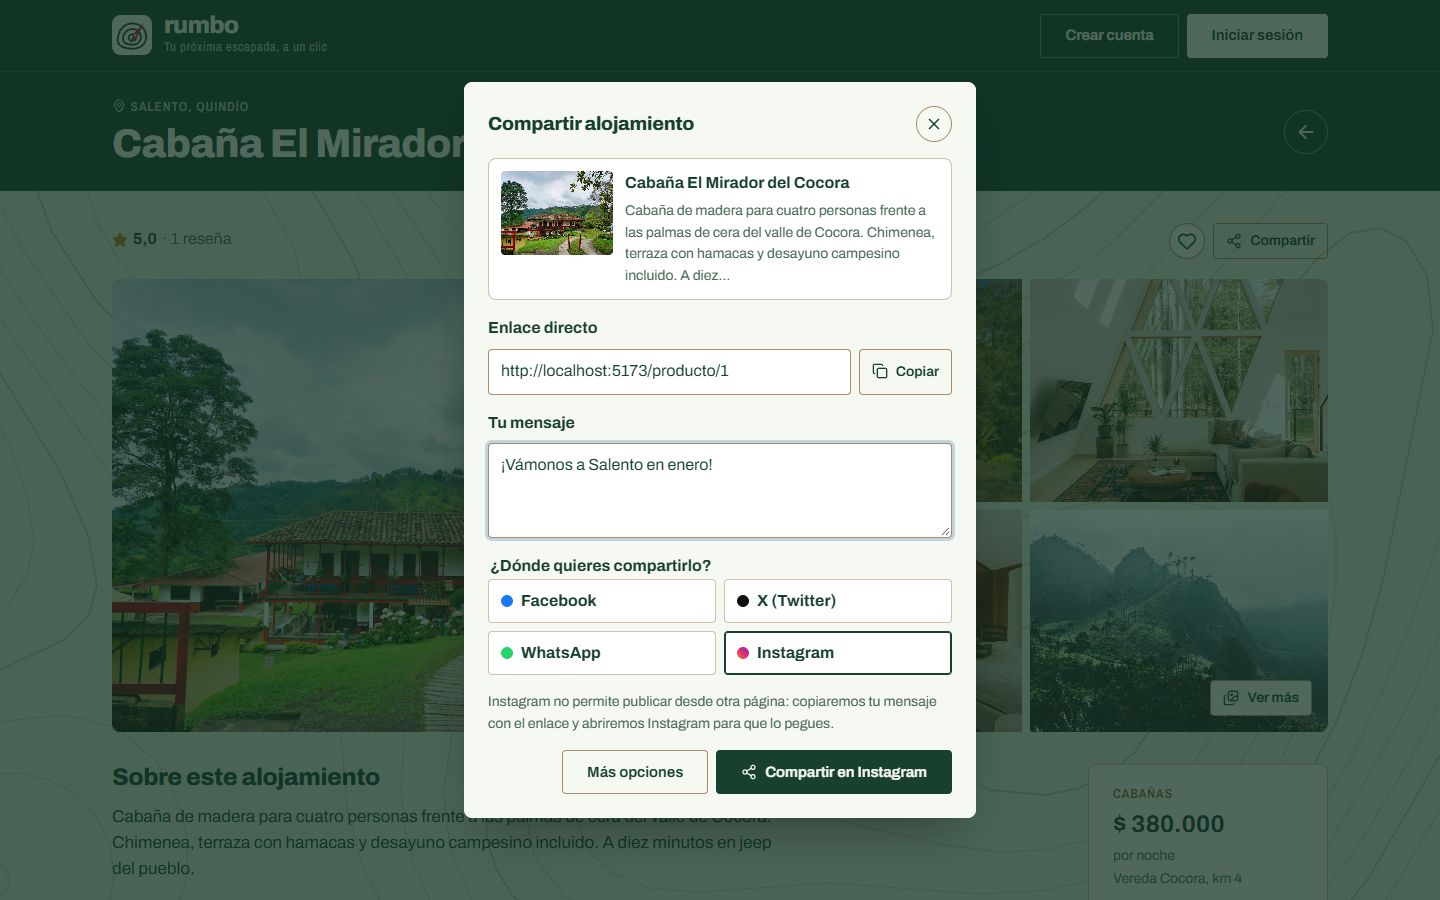 rumbo
Tu próxima escapada, a un clic
Crear cuenta
Iniciar sesión
SALENTO, QUINDÍO
Cabaña El Mirador
5,0 · 1 reseña
Compartir
Compartir alojamiento
Cabaña El Mirador del Cocora
Cabaña de madera para cuatro personas frente a
las palmas de cera del valle de Cocora. Chimenea,
terraza con hamacas y desayuno campesino
incluido. A diez...
Enlace directo
http://localhost:5173/producto/1
Copiar
Tu mensaje
¡Vámonos a Salento en enero!
¿Dónde quieres compartirlo?
Facebook
X (Twitter)
WhatsApp
Instagram
Instagram no permite publicar desde otra página: copiaremos tu mensaje
con el enlace y abriremos Instagram para que lo pegues.
Más opciones
Compartir en Instagram
Ver más
Sobre este alojamiento
Cabaña de madera para cuatro personas frente a las palmas de cera del valle de Cocora.
Chimenea, terraza con hamacas y desayuno campesino incluido. A diez minutos en jeep
del pueblo.
CABAÑAS
$ 380.000
por noche
Vereda Cocora, km 4